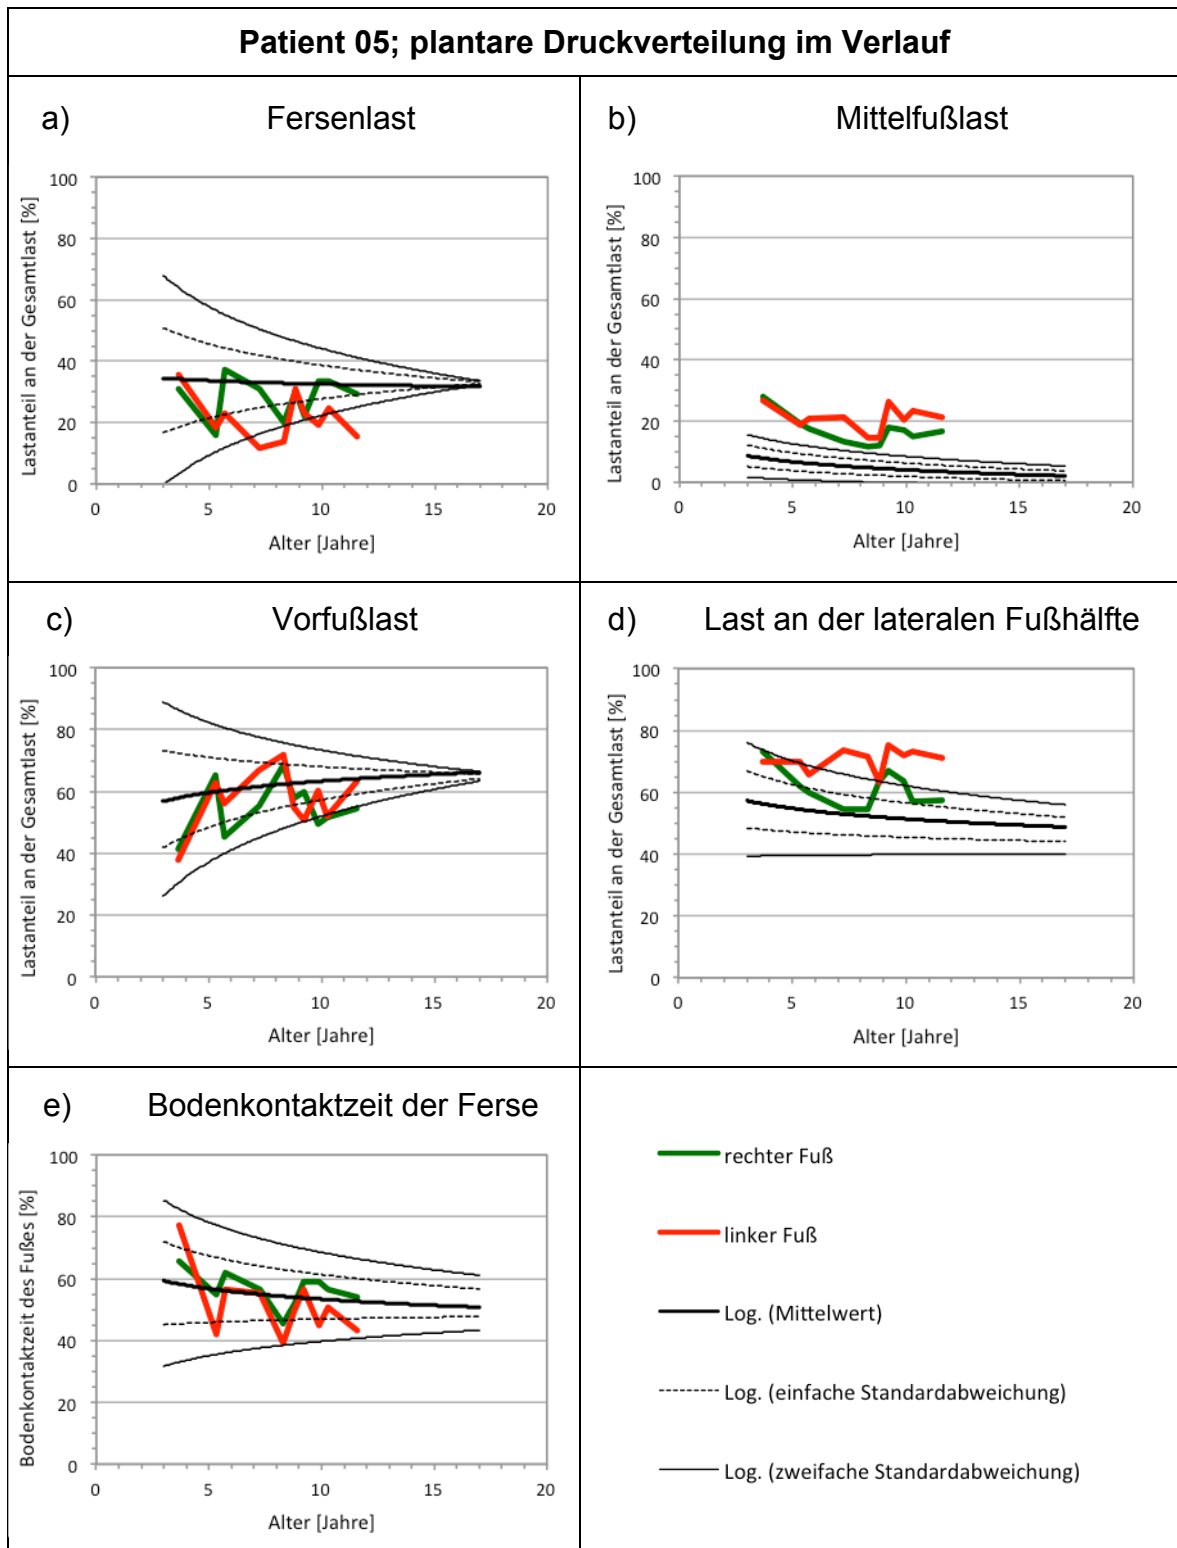 Patient 05; plantare Druckverteilung im Verlauf
a) Fersenlast
Lastanteil an der Gesamtlast [%]
100
80
60
40
20
0
0 5 10 15 20
Alter [Jahre]
b) Mittelfußlast
Lastanteil an der Gesamtlast [%]
100
80
60
40
20
0
0 5 10 15 20
Alter [Jahre]
c) Vorfußlast
Lastanteil an der Gesamtlast [%]
100
80
60
40
20
0
0 5 10 15 20
Alter [Jahre]
d) Last an der lateralen Fußhälfte
Lastanteil an der Gesamtlast [%]
100
80
60
40
20
0
0 5 10 15 20
Alter [Jahre]
e) Bodenkontaktzeit der Ferse
Bodenkontaktzeit des Fußes [%]
100
80
60
40
20
0
0 5 10 15 20
Alter [Jahre]
rechter Fuß
linker Fuß
Log. (Mittelwert)
Log. (einfache Standardabweichung)
Log. (zweifache Standardabweichung)